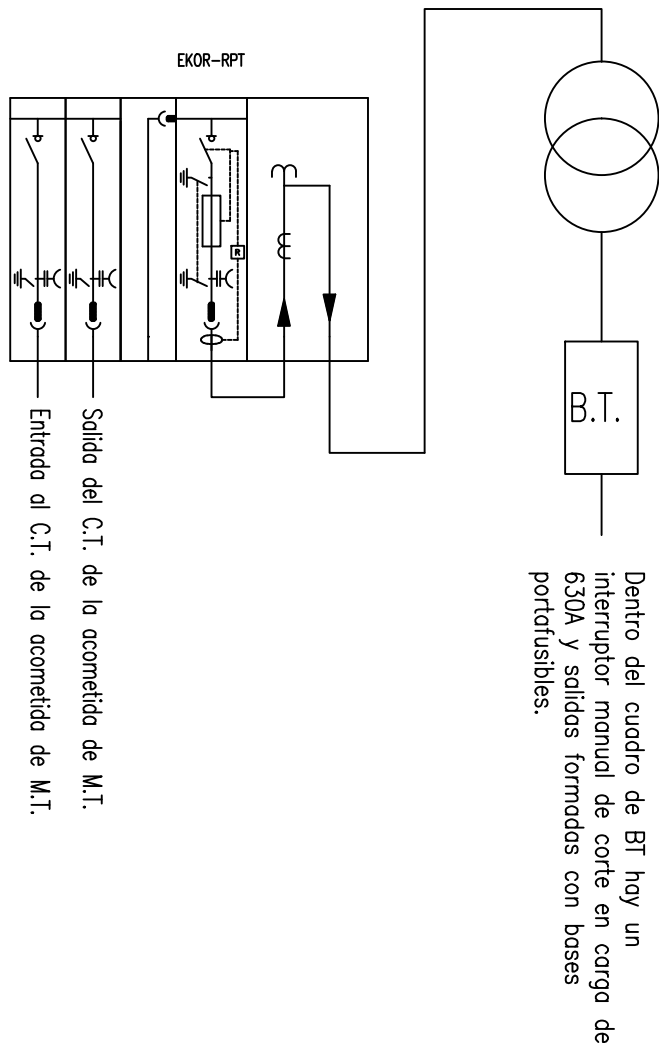 EKOR-RPT
B.T.
Dentro del cuadro de BT hay un
interruptor manual de corte en carga de
630A y salidas formadas con bases
portafusibles.
R
Salida del C.T. de la acometida de M.T.
Entrada al C.T. de la acometida de M.T.